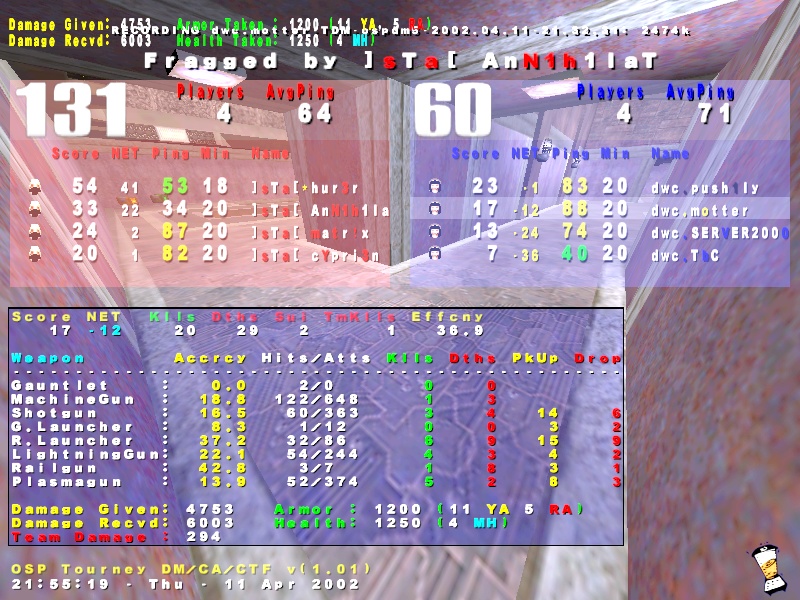 Damage Given: 4753 Armor Taken: 1200 (11 YA, 5 RA)
RECORDING dwc.motter
Damage Recvd: 6003 Health Taken: 1250 (4 MH)
Fragged by ]sTa[ AnN1h1laT
131 Players AvgPing
4 64
Score NET Ping Min Name
54 41 53 18
33 22 34 20 ]sTa[ AnN1h1la
24 2 87 20
20 1 82 20
60 Players AvgPing
4 71
Score NET Ping Min Name
23 -1 83 20
17 -12 88 20 dwc.motter
13 -24 74 20 dwc.SERVER2000
7 -36 40 20
Score NET Klls Dths Sui TmKlls Effcny
17 -12 20 29 2 1 36.9
Weapon Accrcy Hits/Atts Klls Dths PkUp Drop
Gauntlet : 0.0 2/0 0 0
MachineGun : 18.8 122/648 1 3
Shotgun : 16.5 60/363 3 4 14 6
G.Launcher : 8.3 1/12 0 0 3 2
R.Launcher : 37.2 32/86 6 9 15 9
LightningGun: 22.1 54/244 4 3 4 2
Railgun : 42.8 3/7 1 8 3 1
Plasmagun : 13.9 52/374 5 2 8 3
Damage Given: 4753 Armor : 1200 (11 YA 5 RA)
Damage Recvd: 6003 Health: 1250 (4 MH)
Team Damage : 294
OSP Tourney DM/CA/CTF v(1.01)
21:55:19 - Thu - 11 Apr 2002